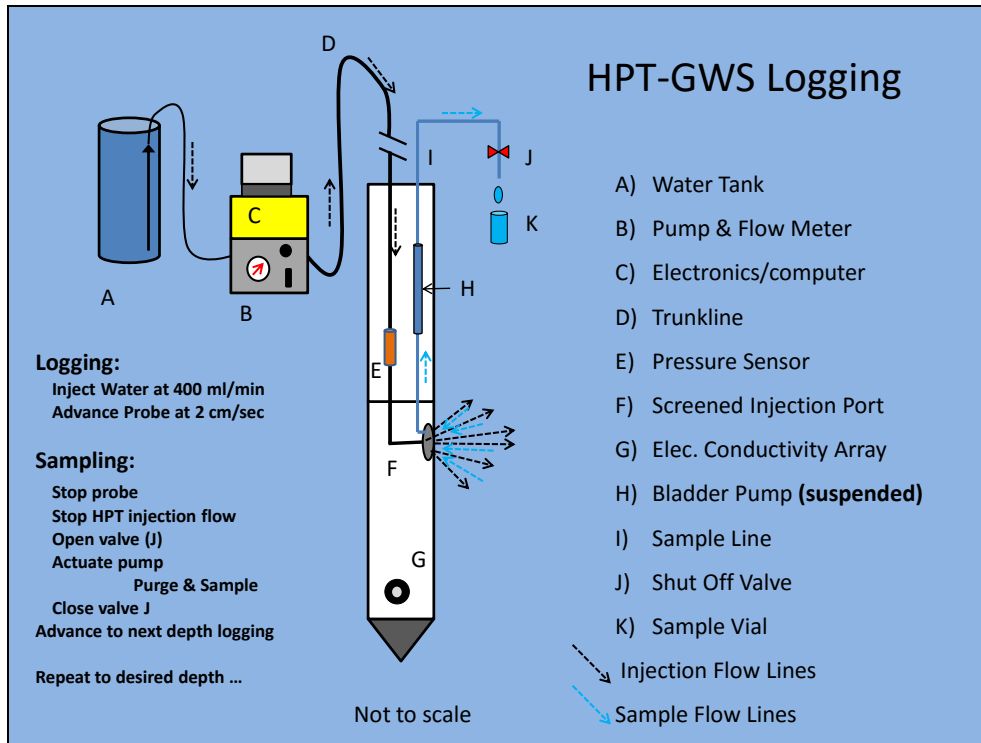 HPT-GWS Logging
D
I
J
K
C
A
B
H
E
F
G
A) Water Tank
B) Pump & Flow Meter
C) Electronics/computer
D) Trunkline
E) Pressure Sensor
F) Screened Injection Port
G) Elec. Conductivity Array
H) Bladder Pump (suspended)
I) Sample Line
J) Shut Off Valve
K) Sample Vial
Injection Flow Lines
Sample Flow Lines
Logging:
Inject Water at 400 ml/min
Advance Probe at 2 cm/sec
Sampling:
Stop probe
Stop HPT injection flow
Open valve (J)
Actuate pump
Purge & Sample
Close valve J
Advance to next depth logging
Repeat to desired depth ...
Not to scale